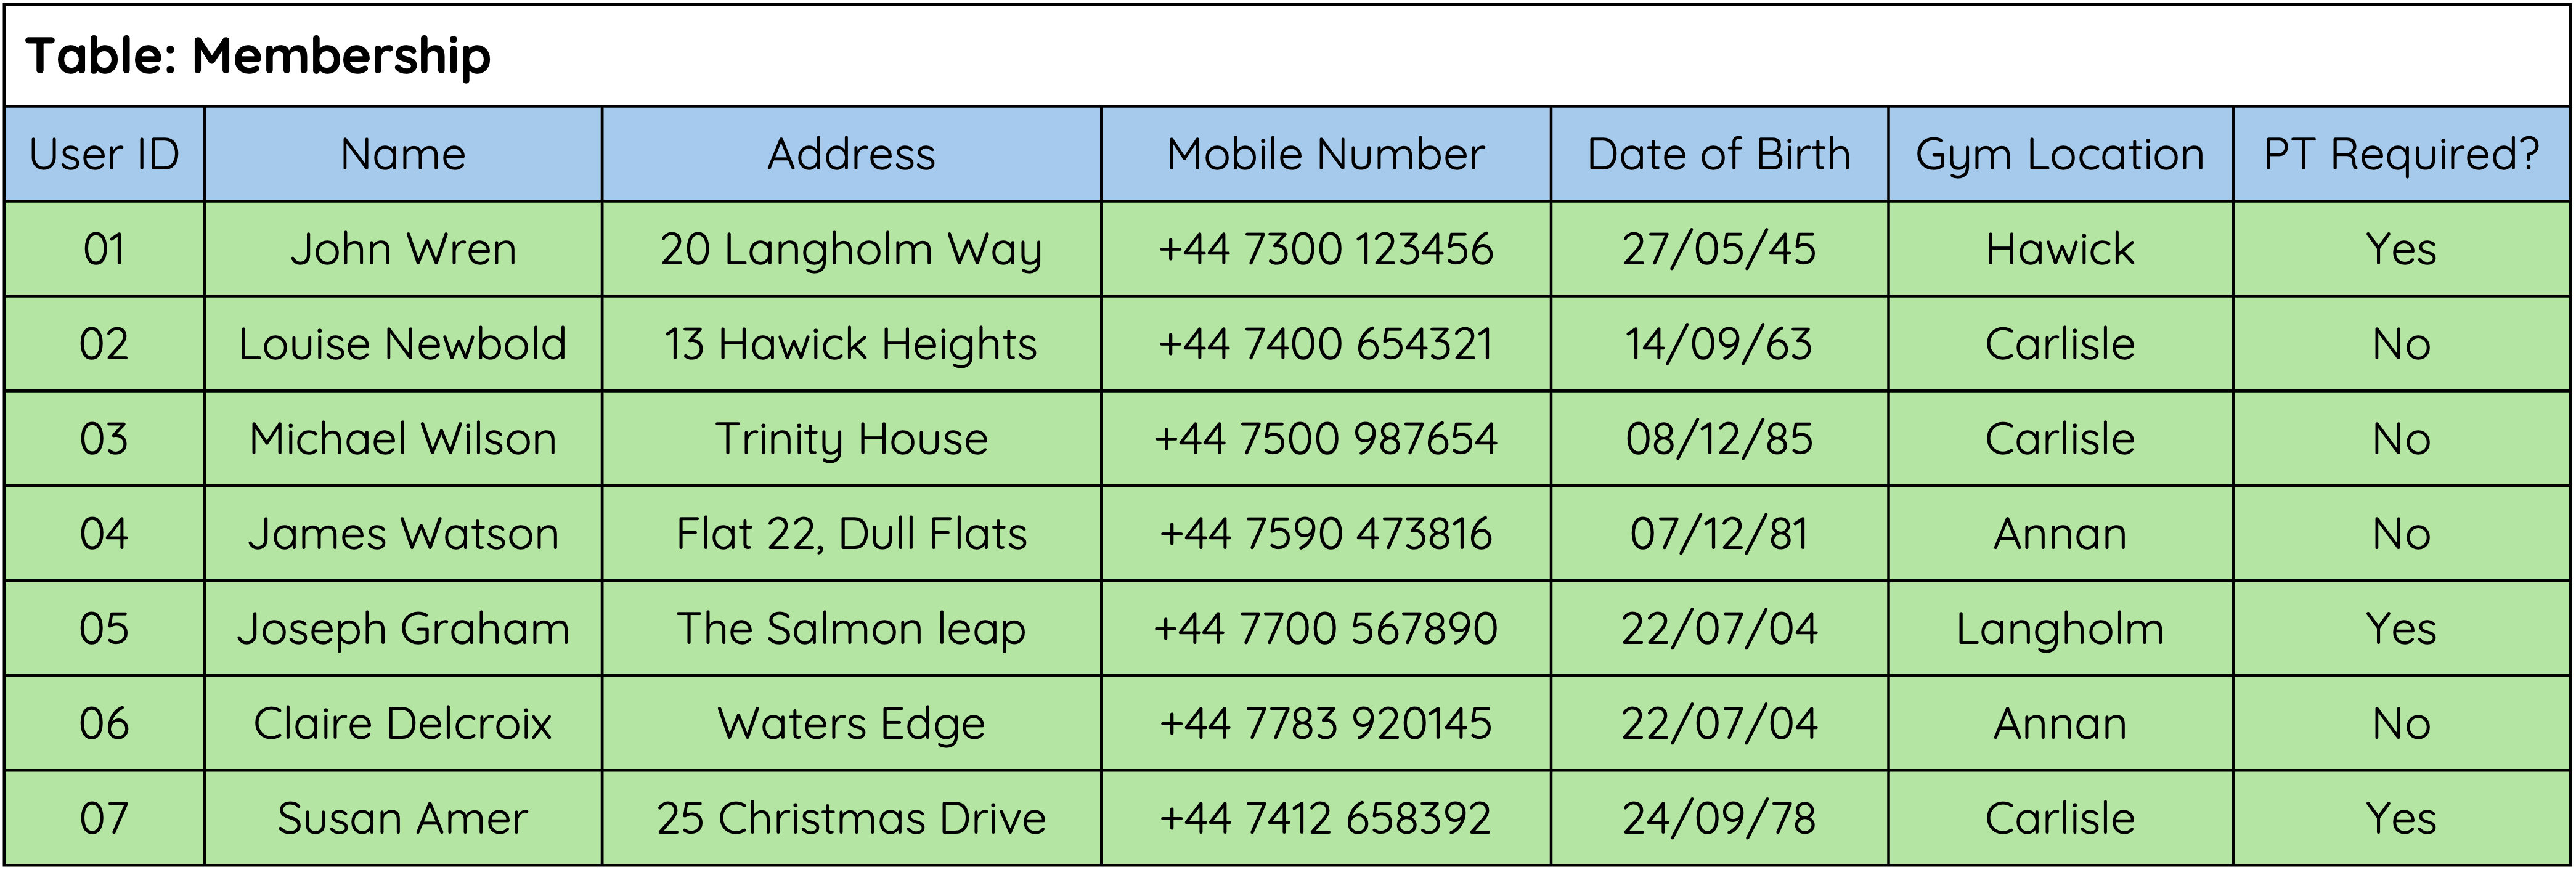 Table: Membership
User ID Name Address Mobile Number Date of Birth Gym Location PT Required?
01 John Wren 20 Langholm Way +44 7300 123456 27/05/45 Hawick Yes
02 Louise Newbold 13 Hawick Heights +44 7400 654321 14/09/63 Carlisle No
03 Michael Wilson Trinity House +44 7500 987654 08/12/85 Carlisle No
04 James Watson Flat 22, Dull Flats +44 7590 473816 07/12/81 Annan No
05 Joseph Graham The Salmon leap +44 7700 567890 22/07/04 Langholm Yes
06 Claire Delcroix Waters Edge +44 7783 920145 22/07/04 Annan No
07 Susan Amer 25 Christmas Drive +44 7412 658392 24/09/78 Carlisle Yes